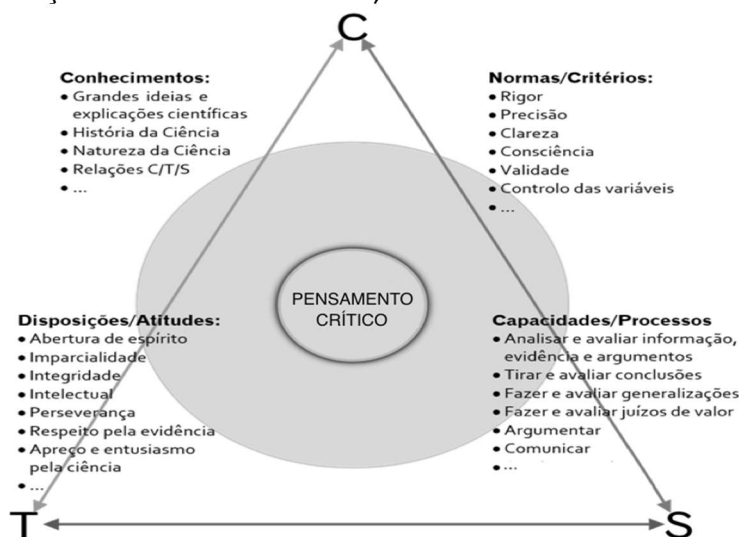 C
Conhecimentos:
• Grandes ideias e
explicações científicas
• História da Ciência
• Natureza da Ciência
• Relações C/T/S
• ...
Normas/Critérios:
• Rigor
• Precisão
• Clareza
• Consciência
• Validade
• Controlo das variáveis
• ...
PENSAMENTO
CRÍTICO
Disposições/Atitudes:
• Abertura de espírito
• Imparcialidade
• Integridade
• Intelectual
• Perseverança
• Respeito pela evidência
• Apreço e entusiasmo
pela ciência
• ...
Capacidades/Processos
• Analisar e avaliar informação,
evidência e argumentos
• Tirar e avaliar conclusões
• Fazer e avaliar generalizações
• Fazer e avaliar juízos de valor
• Argumentar
• Comunicar
• ...
T
S